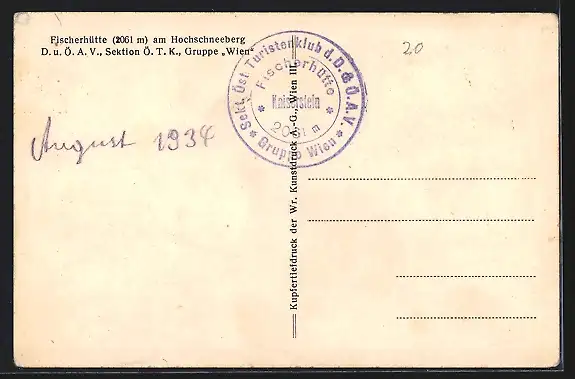 Fischerhütte (2061 m) am Hochschneeberg
D. u. Ö. A. V., Sektion Ö. T. K., Gruppe „Wien“
20
Sekt. Öst. Turistenklub d. D. & Ö. A. V.
Fischerhütte
Kaiserstein
2061 m
Gruppe Wien
August 1934
Kupfertiefdruck der Wr. Kunstdruck A.-G., Wien III.